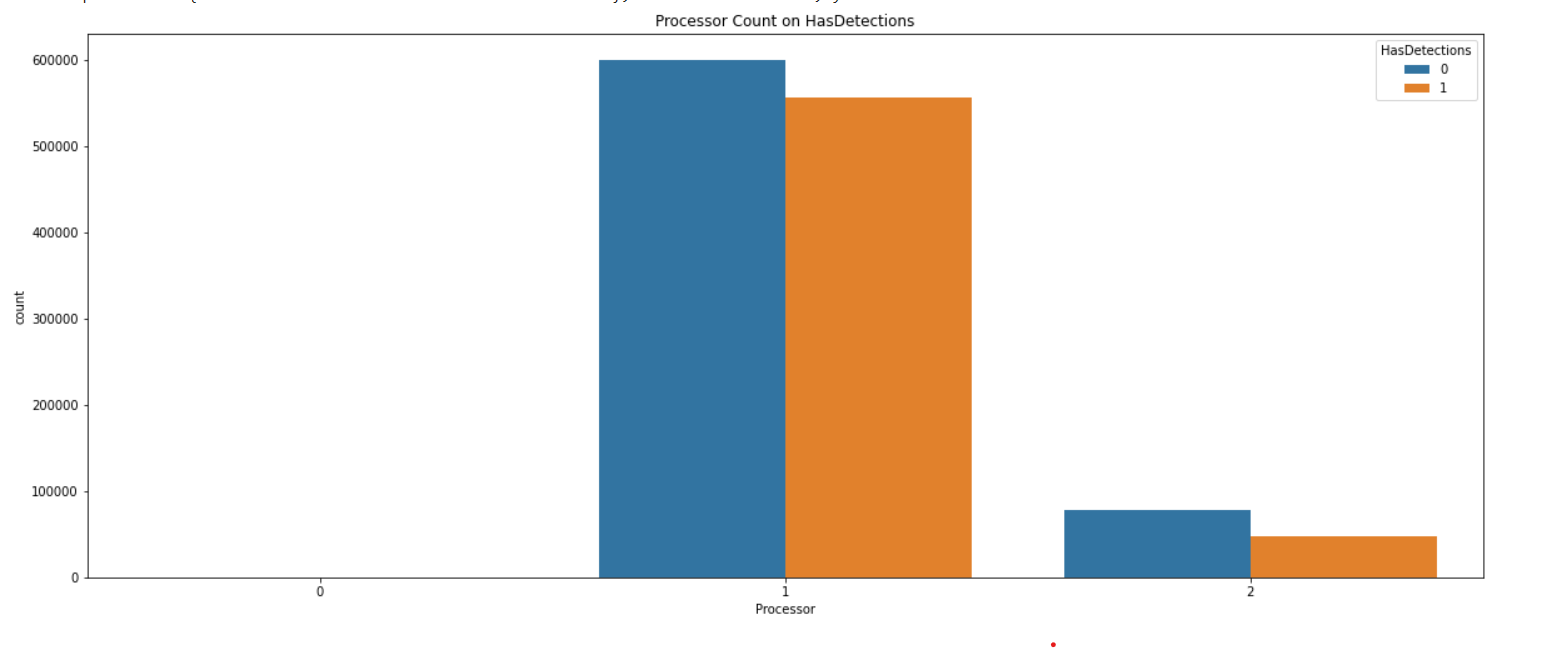 Processor Count on HasDetections
HasDetections
0
1
600000
500000
400000
300000
200000
100000
0
count
0 1 2
Processor